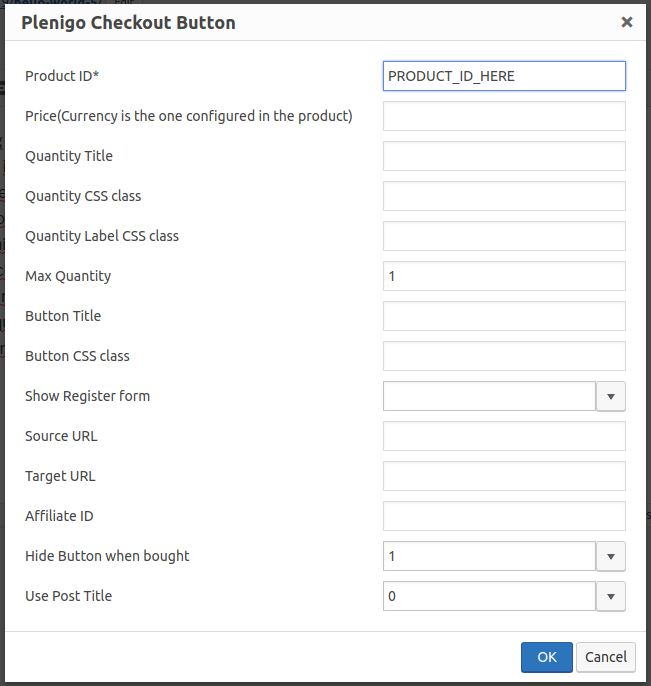 Plenigo Checkout Button ×
Product ID* PRODUCT_ID_HERE
Price(Currency is the one configured in the product)
Quantity Title
Quantity CSS class
Quantity Label CSS class
Max Quantity 1
Button Title
Button CSS class
Show Register form
Source URL
Target URL
Affiliate ID
Hide Button when bought 1
Use Post Title 0
OK Cancel